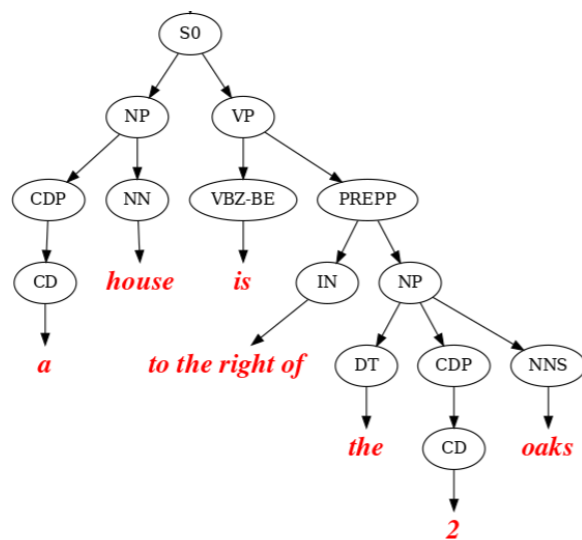 S0
NP VP
CDP NN VBZ-BE PREPP
CD house is IN NP
a to the right of DT CDP NNS
the CD oaks
2